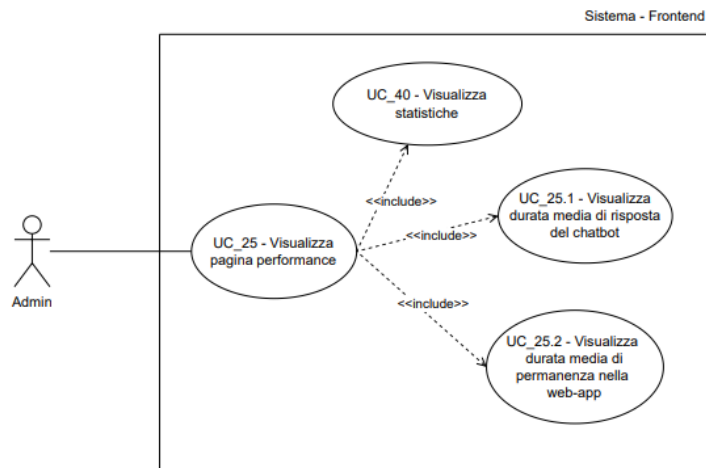 Sistema - Frontend
UC_40 - Visualizza
statistiche
<<include>>
UC_25.1 - Visualizza
durata media di risposta
del chatbot
<<include>>
UC_25 - Visualizza
pagina performance
Admin
<<include>>
UC_25.2 - Visualizza
durata media di
permanenza nella
web-app